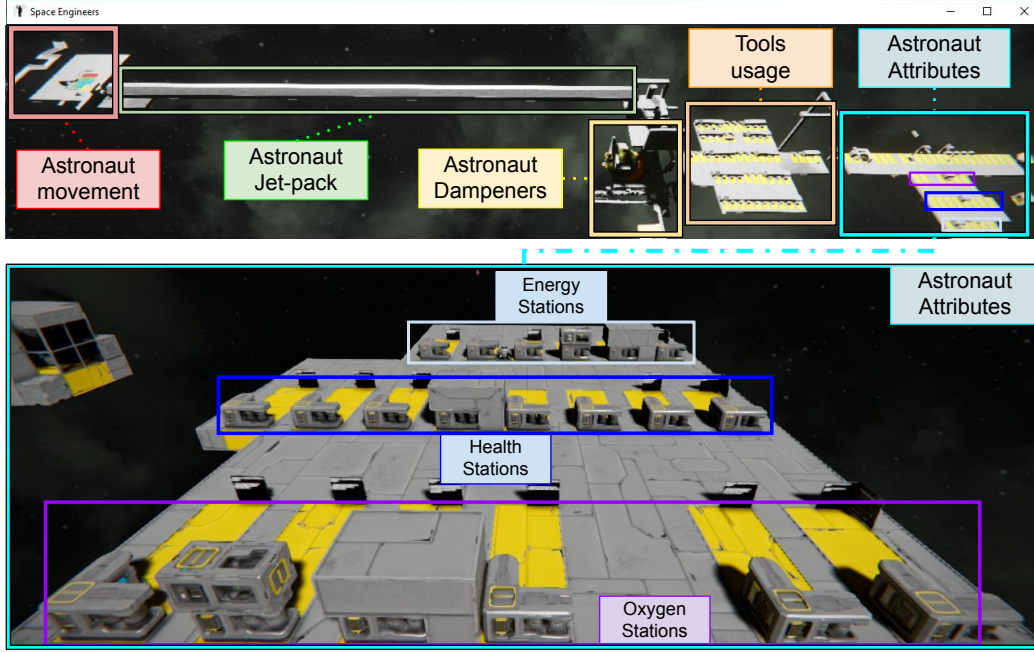 Space Engineers
Tools
usage
Astronaut
Attributes
Astronaut
movement
Astronaut
Jet-pack
Astronaut
Dampeners
Astronaut
Attributes
Energy
Stations
Health
Stations
Oxygen
Stations